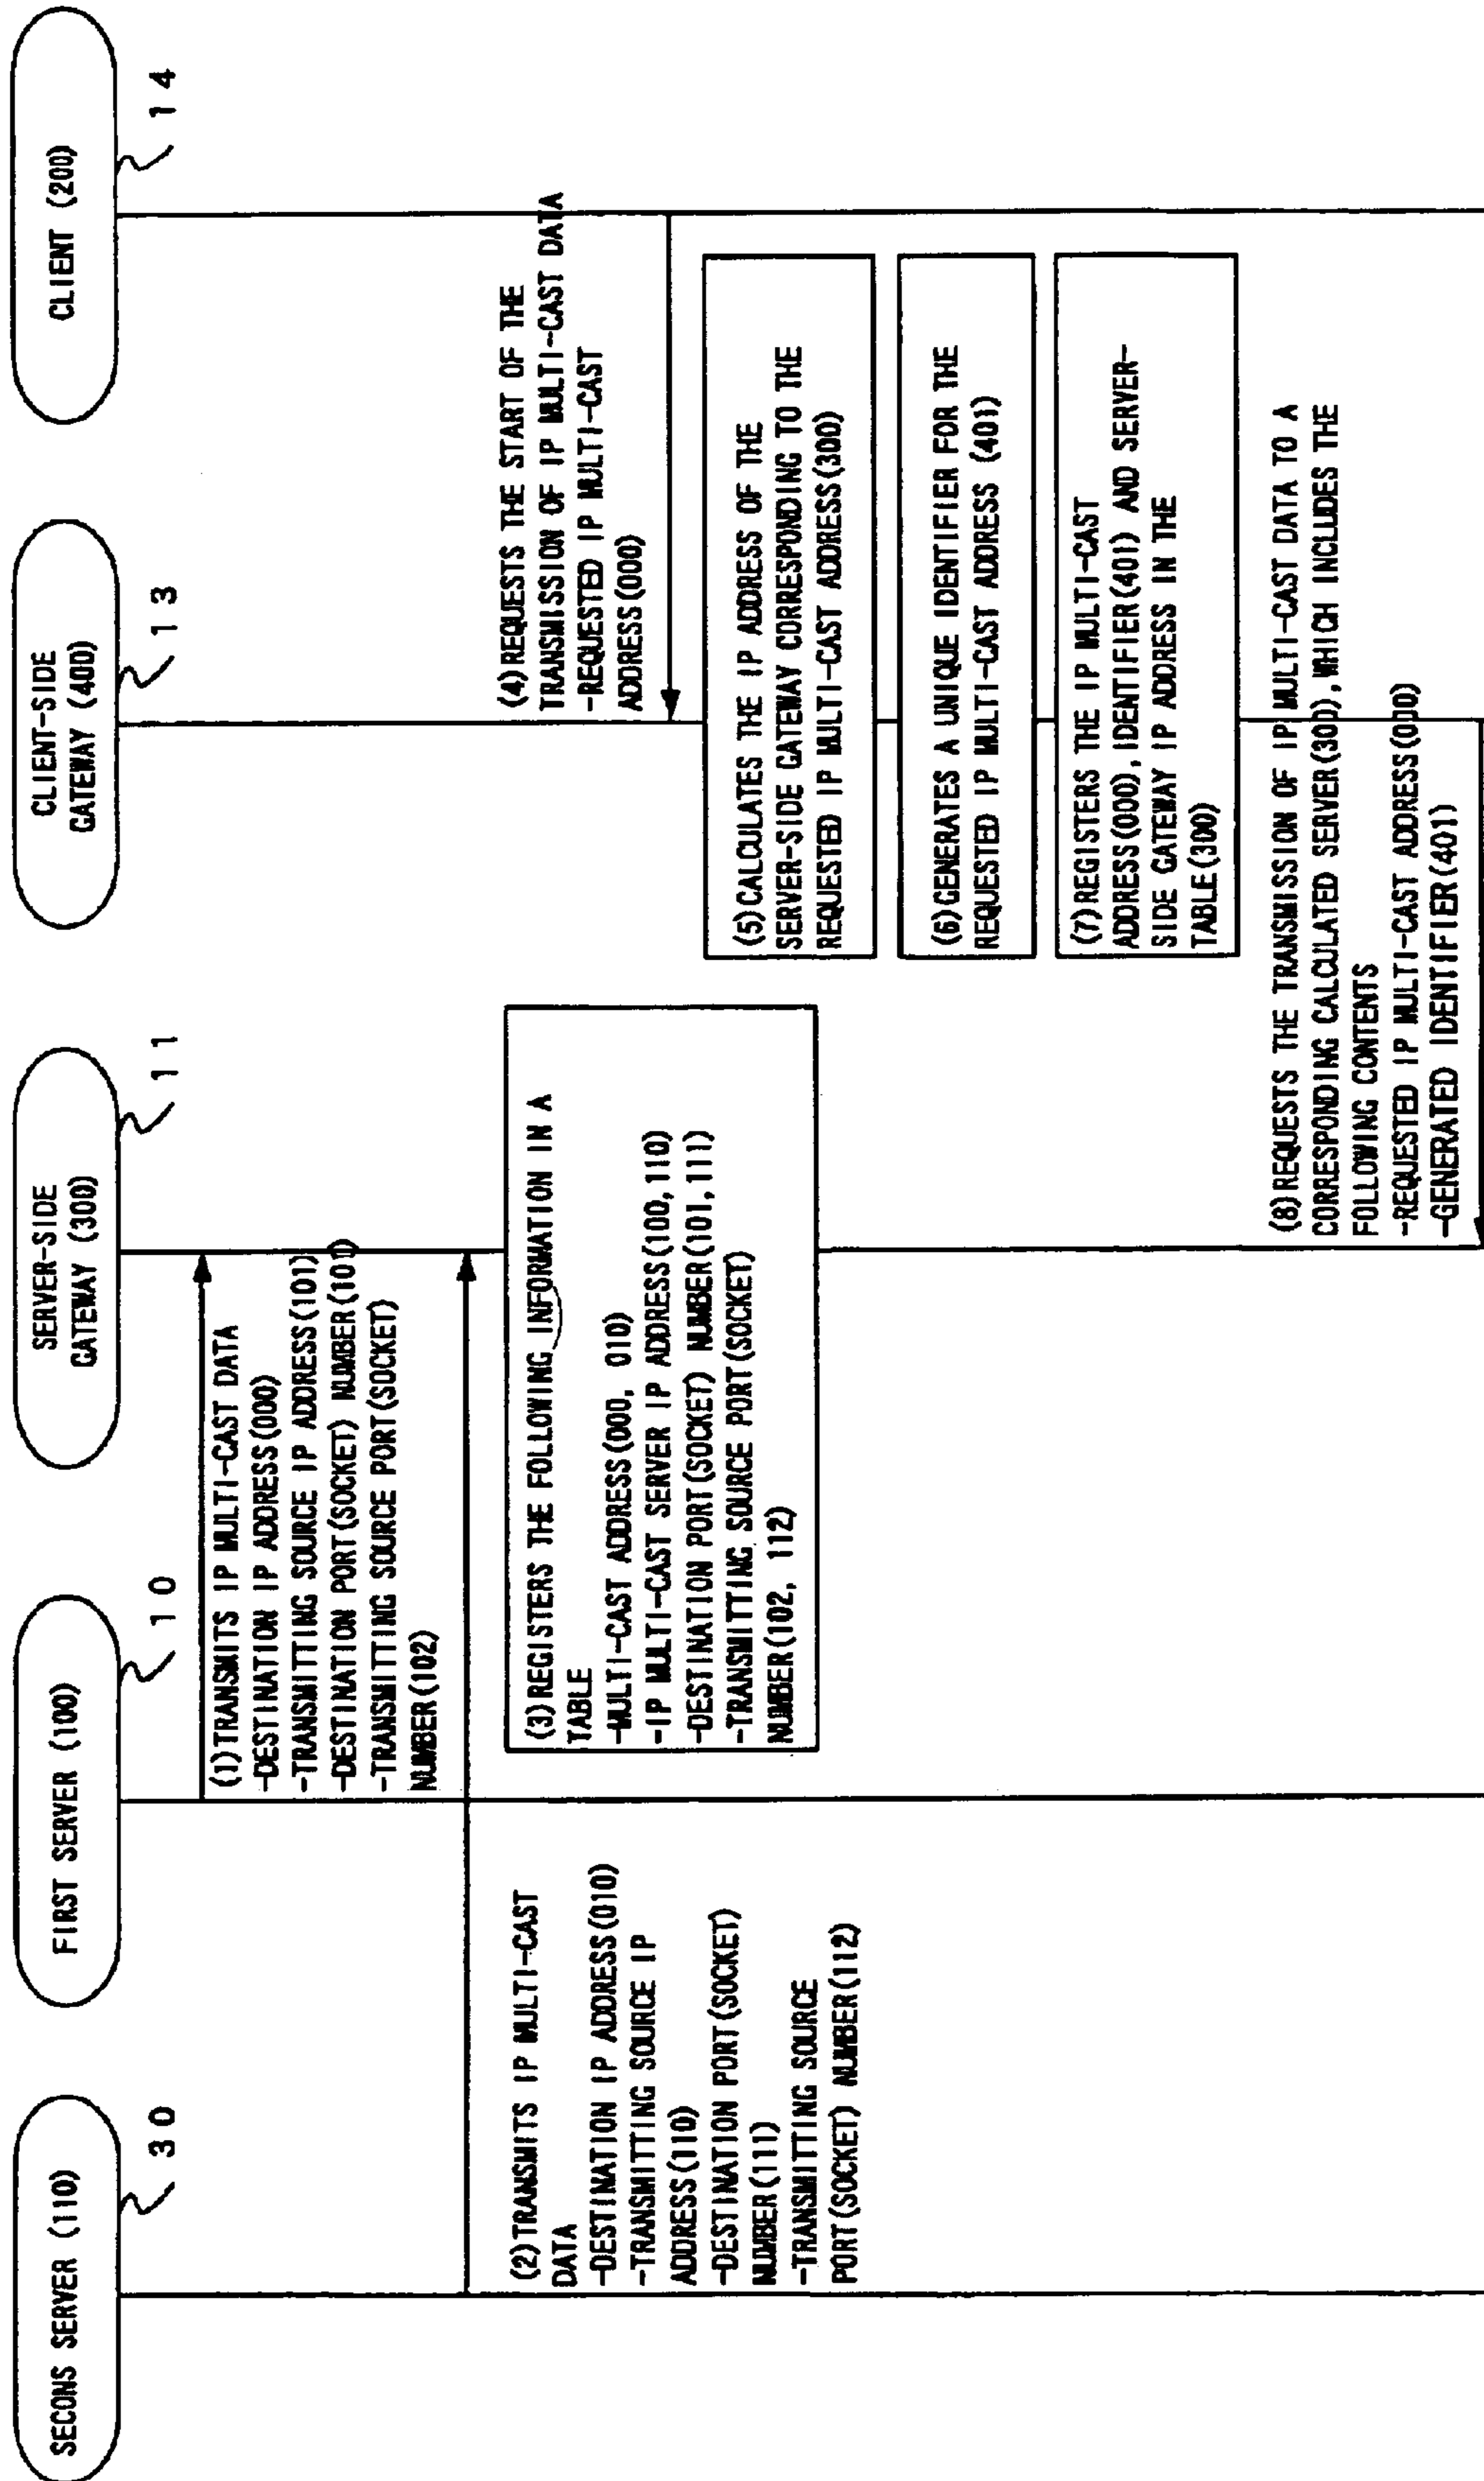 SECONS SERVER (110)
30
FIRST SERVER (100)
10
SERVER-SIDE
GATEWAY (300)
11
CLIENT-SIDE
GATEWAY (400)
13
CLIENT (200)
14
(1)TRANSMITS IP MULTI-CAST DATA
-DESTINATION IP ADDRESS(000)
-TRANSMITTING SOURCE IP ADDRESS(101)
-DESTINATION PORT(SOCKET) NUMBER(101)
-TRANSMITTING SOURCE PORT(SOCKET)
NUMBER(102)
(2)TRANSMITS IP MULTI-CAST
DATA
-DESTINATION IP ADDRESS(010)
-TRANSMITTING SOURCE IP
ADDRESS(110)
-DESTINATION PORT(SOCKET)
NUMBER(111)
-TRANSMITTING SOURCE
PORT(SOCKET) NUMBER(112)
(3)REGISTERS THE FOLLOWING INFORMATION IN A
TABLE
-MULTI-CAST ADDRESS(000, 010)
-IP MULTI-CAST SERVER IP ADDRESS(100,110)
-DESTINATION PORT(SOCKET) NUMBER(101,111)
-TRANSMITTING SOURCE PORT(SOCKET)
NUMBER(102, 112)
(4)REQUESTS THE START OF THE
TRANSMISSION OF IP MULTI-CAST DATA
-REQUESTED IP MULTI-CAST
ADDRESS(000)
(5)CALCULATES THE IP ADDRESS OF THE
SERVER-SIDE GATEWAY CORRESPONDING TO THE
REQUESTED IP MULTI-CAST ADDRESS(300)
(6)GENERATES A UNIQUE IDENTIFIER FOR THE
REQUESTED IP MULTI-CAST ADDRESS (401)
(7)REGISTERS THE IP MULTI-CAST
ADDRESS(000), IDENTIFIER(401) AND SERVER-
SIDE GATEWAY IP ADDRESS IN THE
TABLE(300)
(8)REQUESTS THE TRANSMISSION OF IP MULTI-CAST DATA TO A
CORRESPONDING CALCULATED SERVER(300), WHICH INCLUDES THE
FOLLOWING CONTENTS
-REQUESTED IP MULTI-CAST ADDRESS(000)
-GENERATED IDENTIFIER(401)